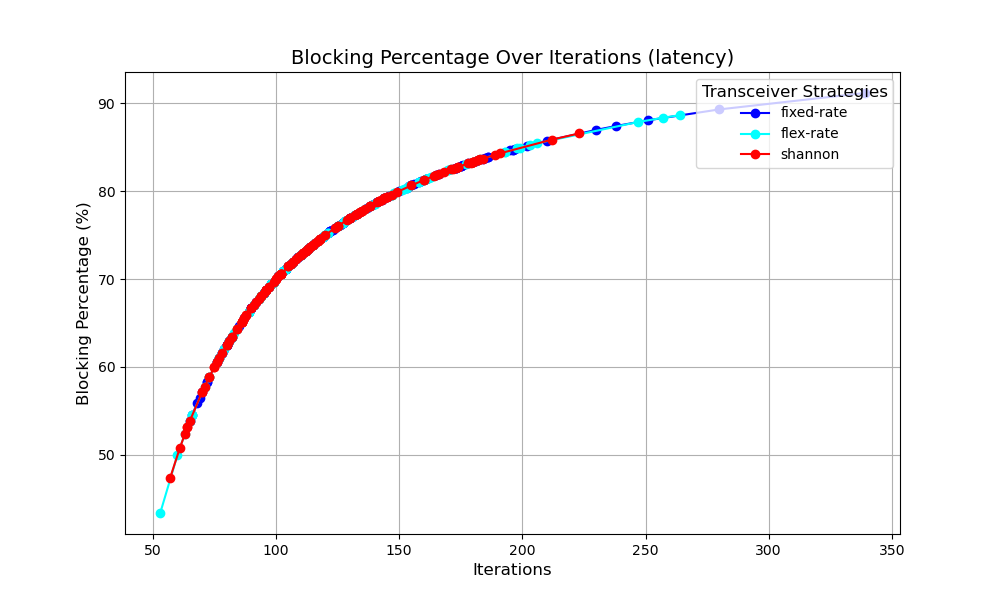 Blocking Percentage Over Iterations (latency)
Transceiver Strategies
fixed-rate
flex-rate
shannon
Blocking Percentage (%)
90
80
70
60
50
50 100 150 200 250 300 350
Iterations